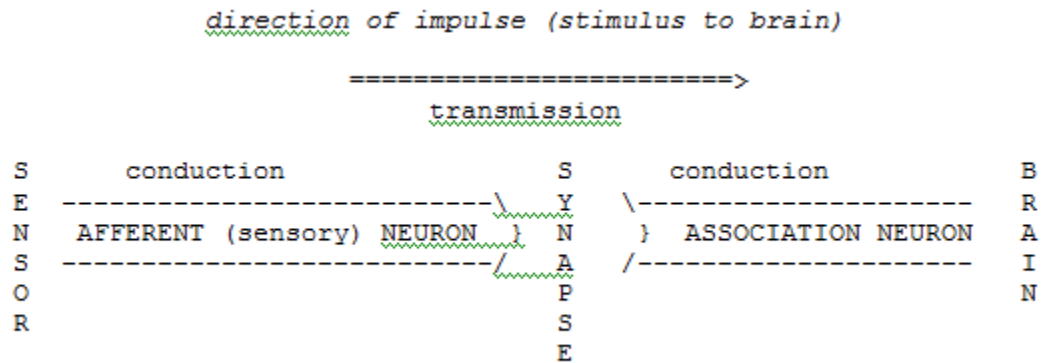 direction of impulse (stimulus to brain)
========================>
transmission
S conduction S conduction B
E ---------------------------\ Y \--------------------- R
N AFFERENT (sensory) NEURON } N } ASSOCIATION NEURON A
S ---------------------------/ A /--------------------- I
O P N
R S
E